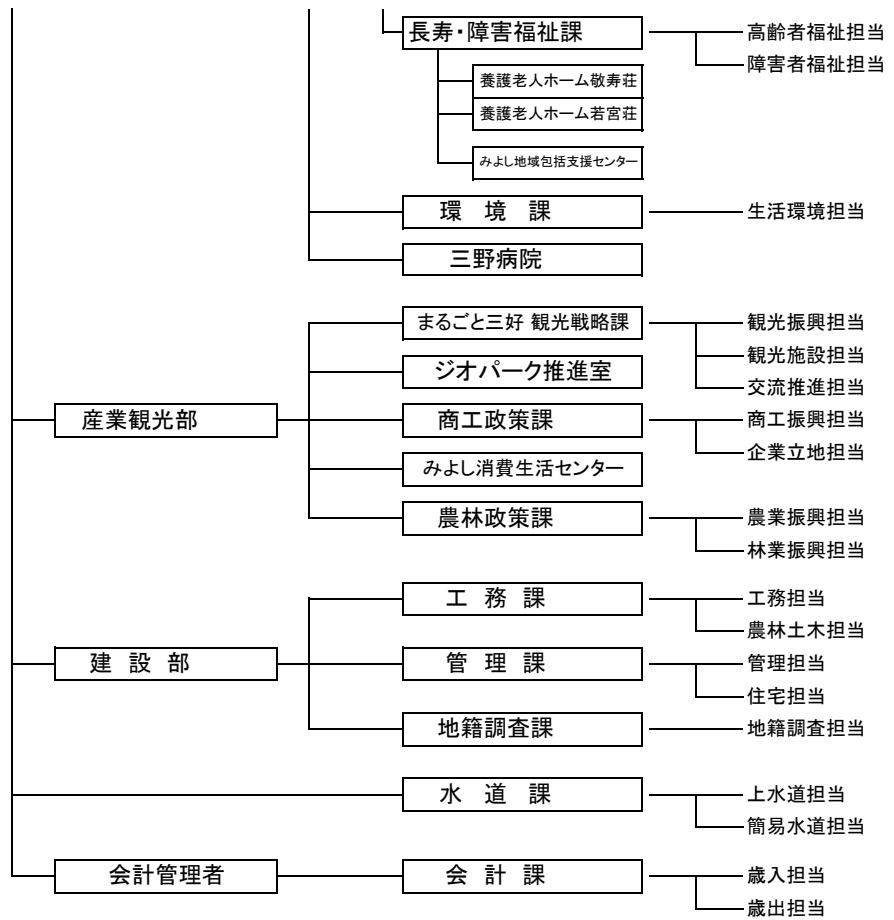 長寿・障害福祉課 高齢者福祉担当
障害者福祉担当
養護老人ホーム敬寿荘
養護老人ホーム若宮荘
みよし地域包括支援センター
環 境 課 生活環境担当
三野病院
まるごと三好 観光戦略課 観光振興担当
観光施設担当
ジオパーク推進室
交流推進担当
産業観光部 商工政策課 商工振興担当
企業立地担当
みよし消費生活センター
農林政策課 農業振興担当
林業振興担当
工 務 課 工務担当
農林土木担当
建 設 部 管 理 課 管理担当
住宅担当
地籍調査課 地籍調査担当
水 道 課 上水道担当
簡易水道担当
会計管理者 会 計 課 歳入担当
歳出担当